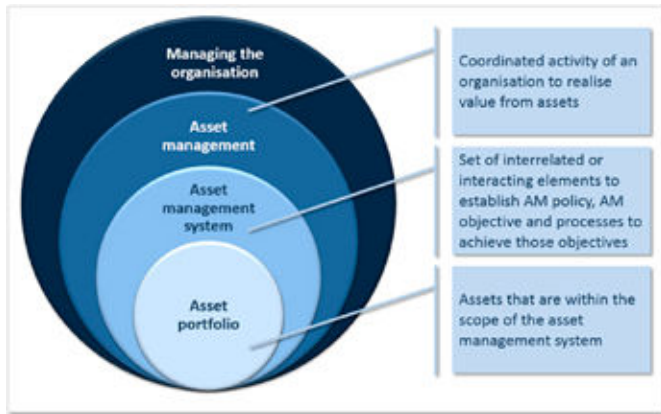 Managing the
organisation
Asset
management
Asset
management
system
Asset
portfolio
Coordinated activity of an
organisation to realise
value from assets
Set of interrelated or
interacting elements to
establish AM policy, AM
objective and processes to
achieve those objectives
Assets that are within the
scope of the asset
management system